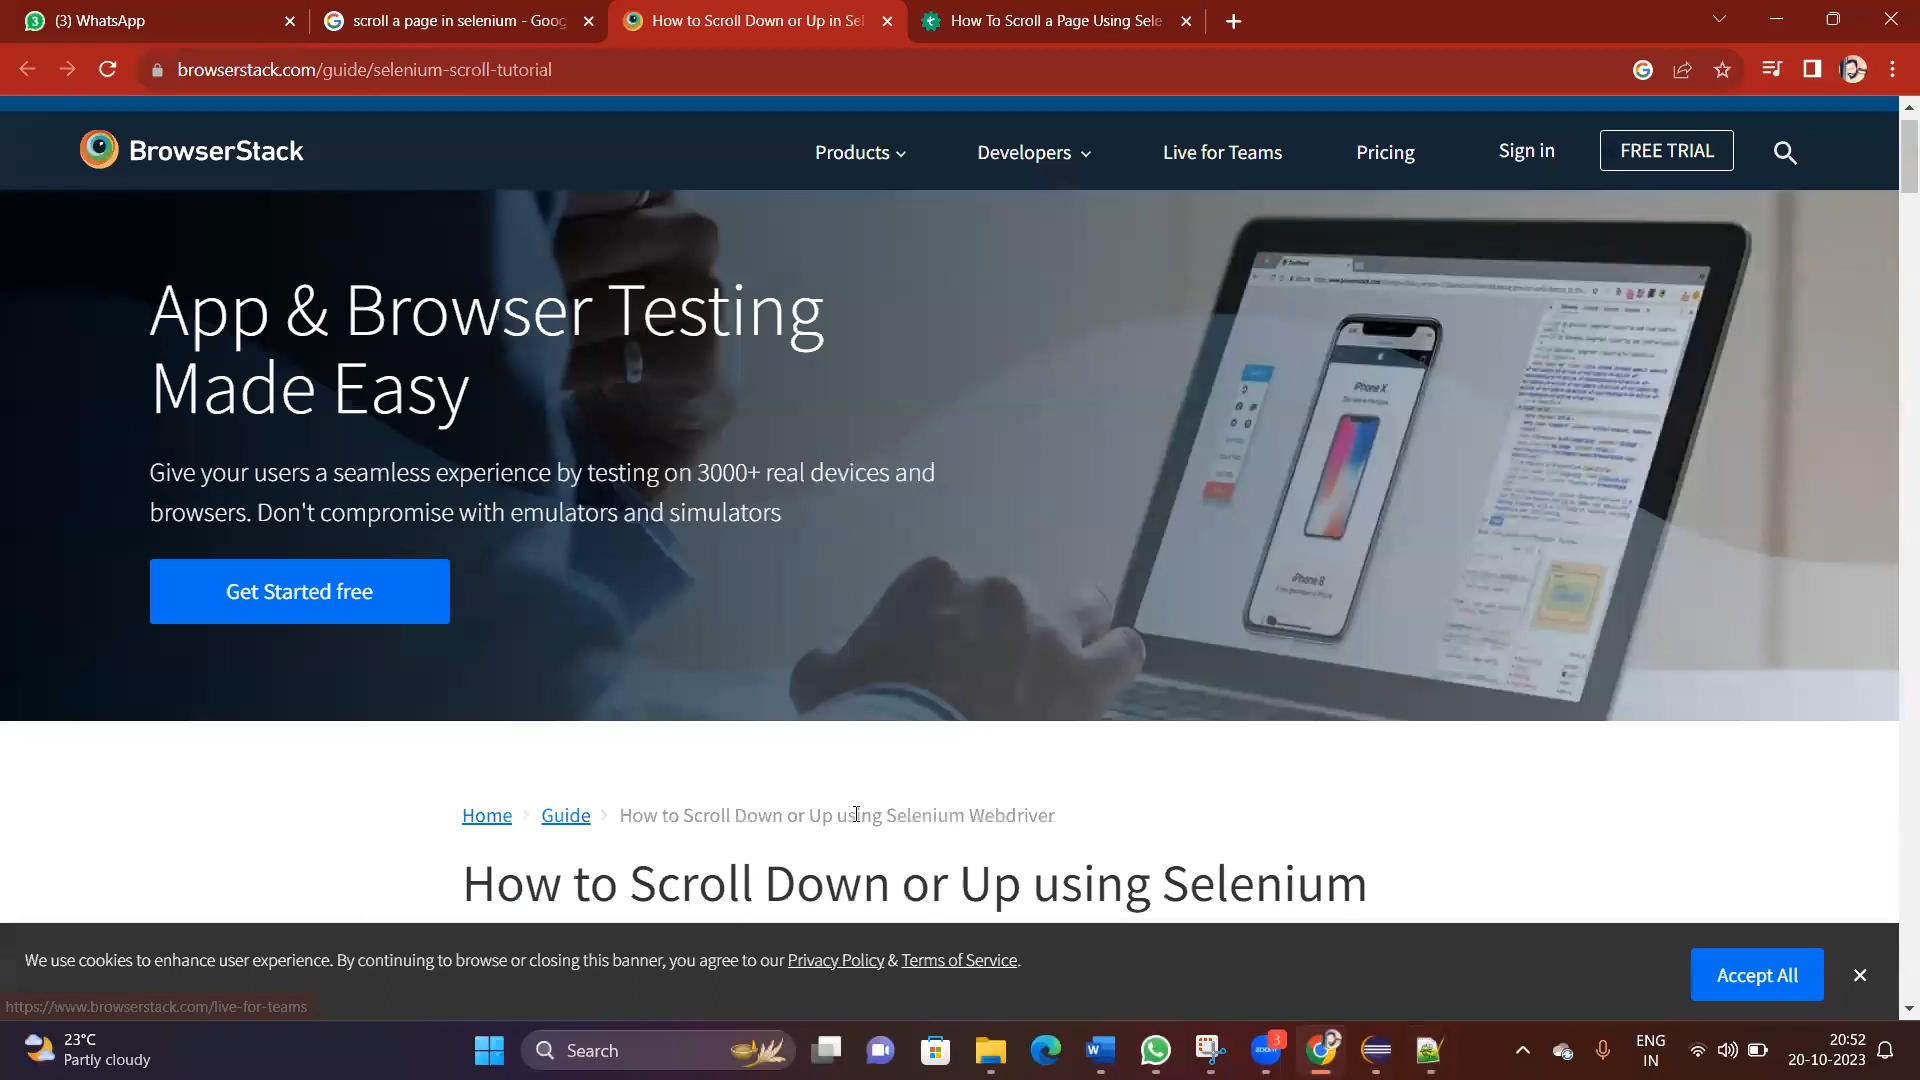 (3) WhatsApp
scroll a page in selenium - Goog
How to Scroll Down or Up in Sel
How To Scroll a Page Using Sele
browserstack.com/guide/selenium-scroll-tutorial
BrowserStack
Products
Developers
Live for Teams
Pricing
Sign in
FREE TRIAL
App & Browser Testing
Made Easy
Give your users a seamless experience by testing on 3000+ real devices and
browsers. Don't compromise with emulators and simulators
Get Started free
iPhone X
iPhone 8
Home
Guide
How to Scroll Down or Up using Selenium Webdriver
How to Scroll Down or Up using Selenium
We use cookies to enhance user experience. By continuing to browse or closing this banner, you agree to our Privacy Policy & Terms of Service.
Accept All
https://www.browserstack.com/live-for-teams
23°C
Partly cloudy
Search
zoom
3
ENG
IN
20:52
20-10-2023